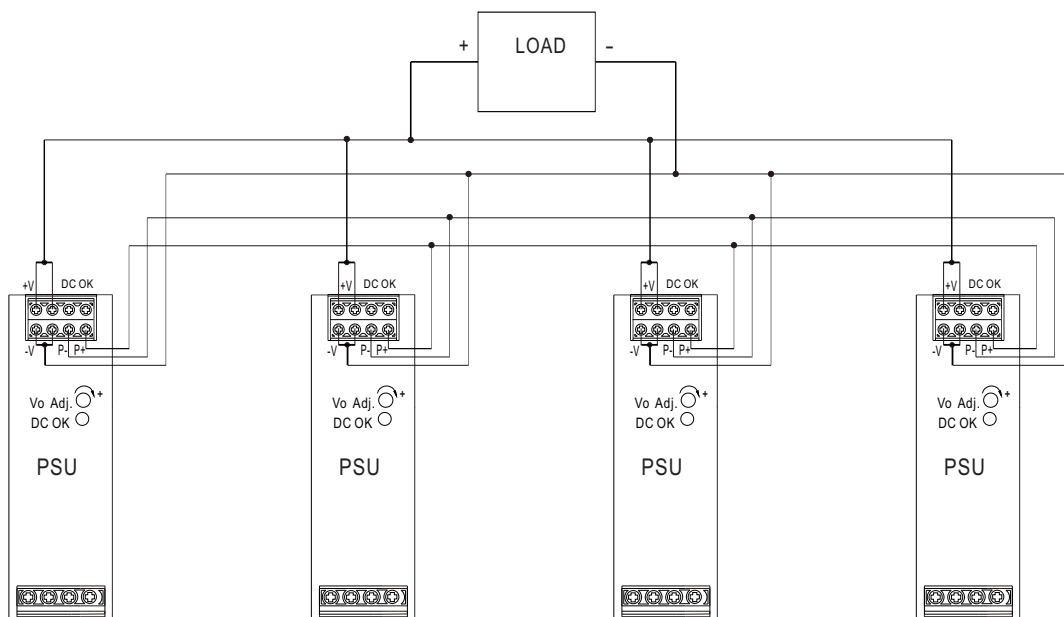 + LOAD -
+V DC OK +V DC OK +V DC OK +V DC OK
-V P- P+ -V P- P+ -V P- P+ -V P- P+
Vo Adj. + Vo Adj. + Vo Adj. + Vo Adj. +
DC OK DC OK DC OK DC OK
PSU PSU PSU PSU